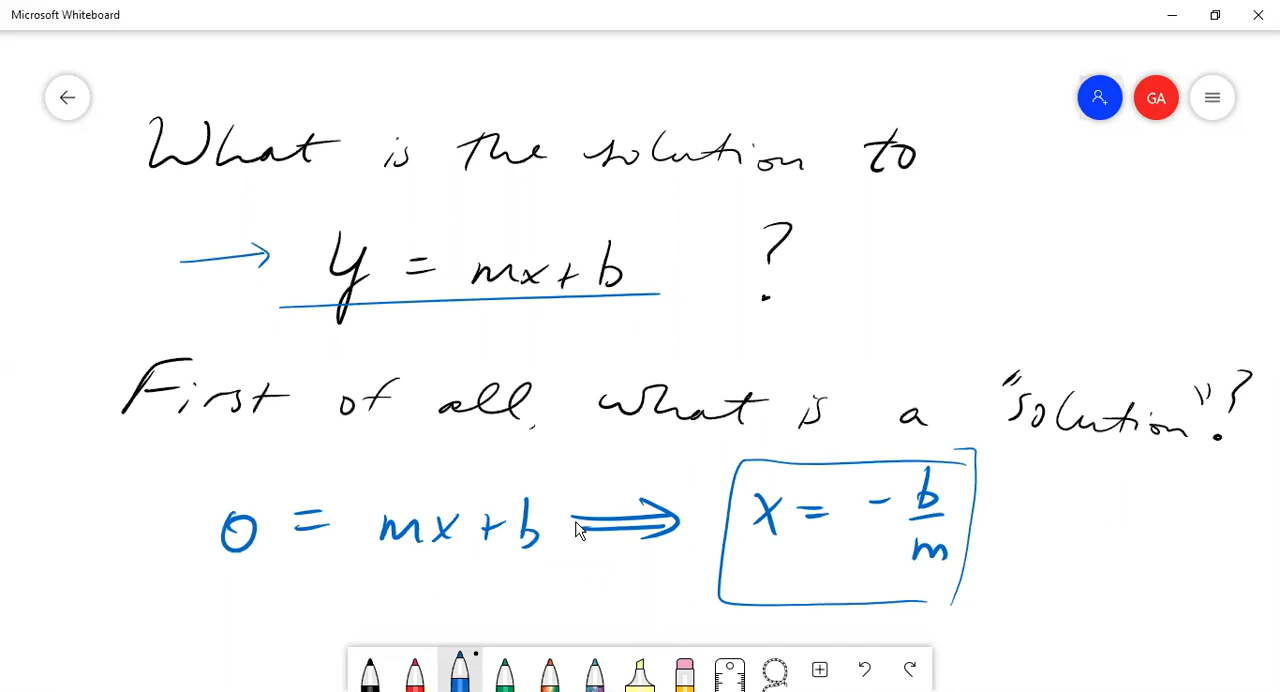 Microsoft Whiteboard
GA
What is the solution to
→ y = mx + b ?
First of all, what is a "solution"?
0 = mx + b ⟹ x = - b/m